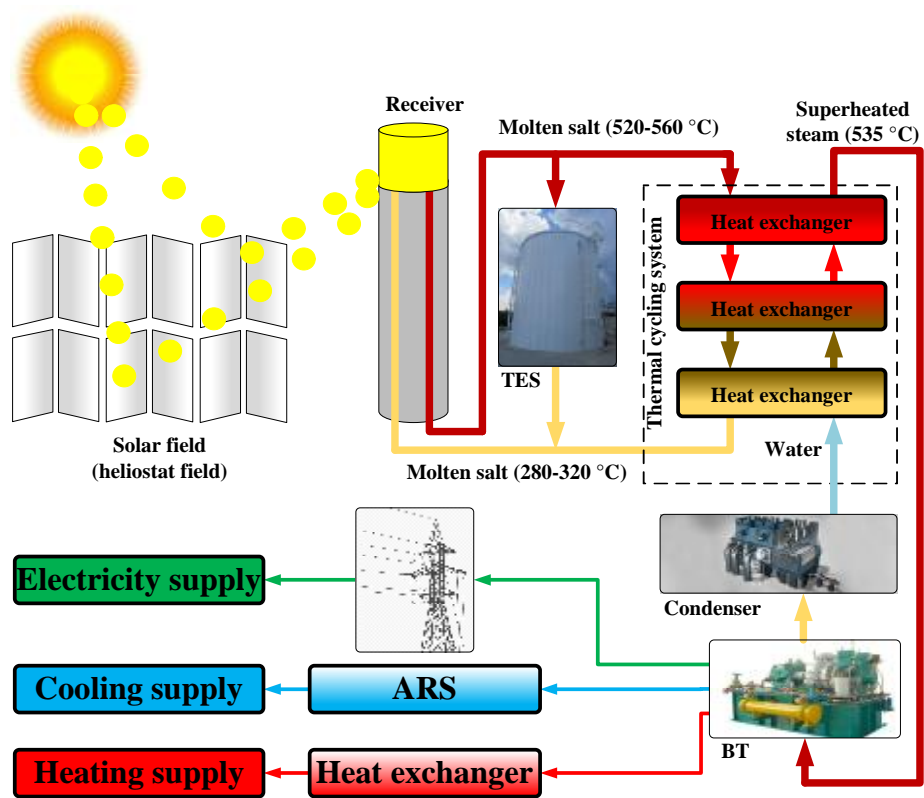 Receiver
Superheated
steam (535 °C)
Molten salt (520-560 °C)
Heat exchanger
Heat exchanger
Heat exchanger
Thermal cycling system
TES
Water
Solar field
(heliostat field)
Molten salt (280-320 °C)
Condenser
Electricity supply
Cooling supply
ARS
BT
Heating supply
Heat exchanger